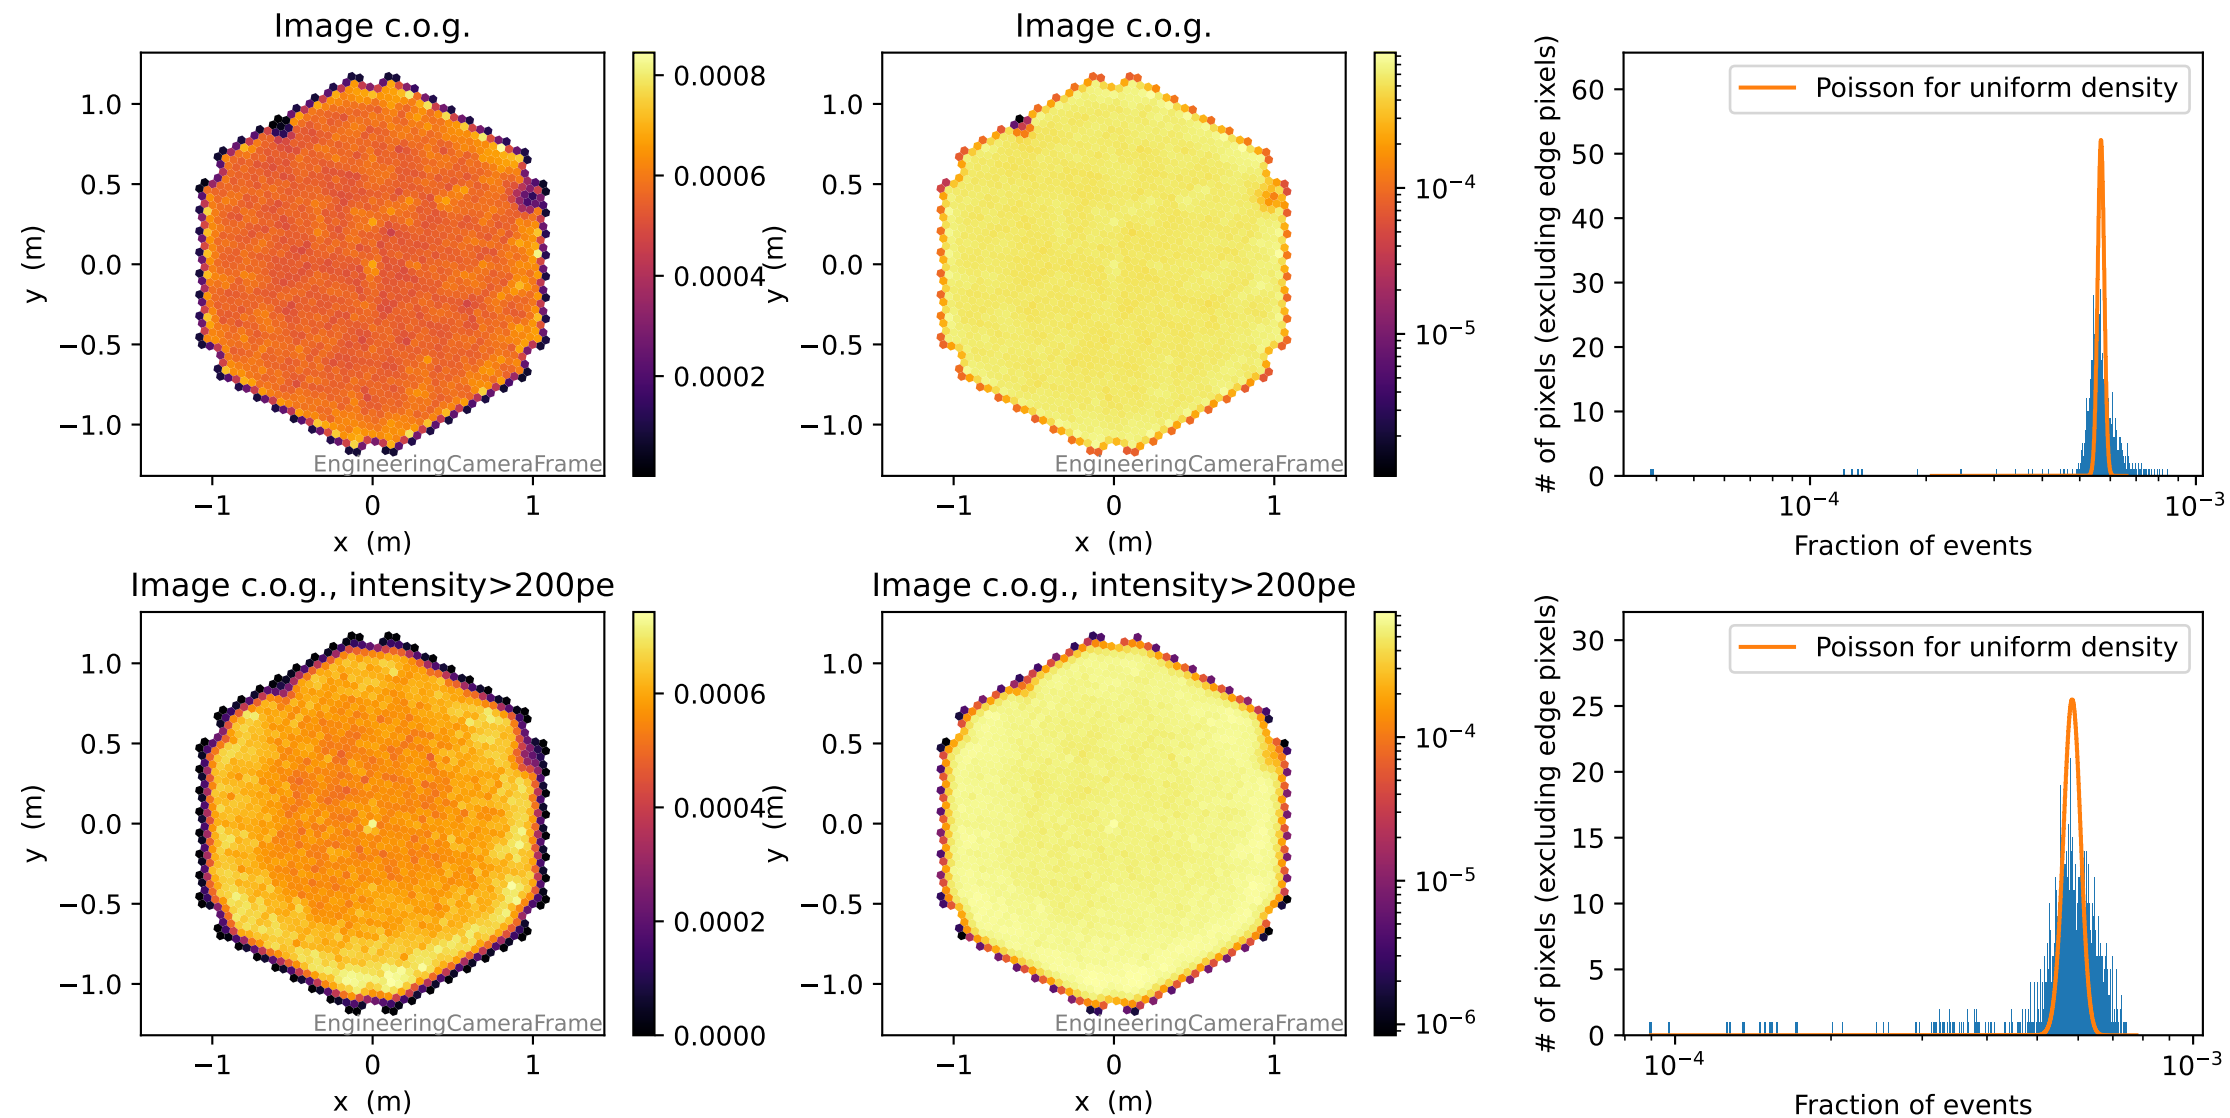 Image c.o.g.
1.0
0.5
0.0
−0.5
−1.0
y (m)
−1
0
1
x (m)
EngineeringCameraFrame
0.0008
0.0006
0.0004
0.0002
Image c.o.g.
1.0
0.5
0.0
−0.5
−1.0
y (m)
−1
0
1
x (m)
EngineeringCameraFrame
10⁻⁴
10⁻⁵
# of pixels (excluding edge pixels)
60
50
40
30
20
10
0
Poisson for uniform density
10⁻⁴
10⁻³
Fraction of events
Image c.o.g., intensity>200pe
1.0
0.5
0.0
−0.5
−1.0
y (m)
−1
0
1
x (m)
EngineeringCameraFrame
0.0006
0.0004
0.0002
0.0000
Image c.o.g., intensity>200pe
1.0
0.5
0.0
−0.5
−1.0
y (m)
−1
0
1
x (m)
EngineeringCameraFrame
10⁻⁴
10⁻⁵
10⁻⁶
# of pixels (excluding edge pixels)
30
25
20
15
10
5
0
Poisson for uniform density
10⁻⁴
10⁻³
Fraction of events